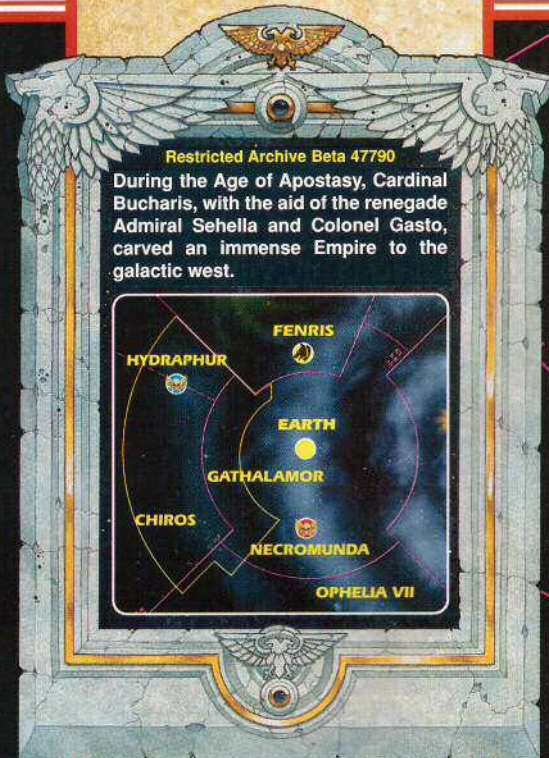 Restricted Archive Beta 47790
During the Age of Apostasy, Cardinal
Bucharis, with the aid of the renegade
Admiral Sehella and Colonel Gasto,
carved an immense Empire to the
galactic west.
FENRIS
HYDRAPHUR
EARTH
GATHALAMOR
CHIROS
NECROMUNDA
OPHELIA VII